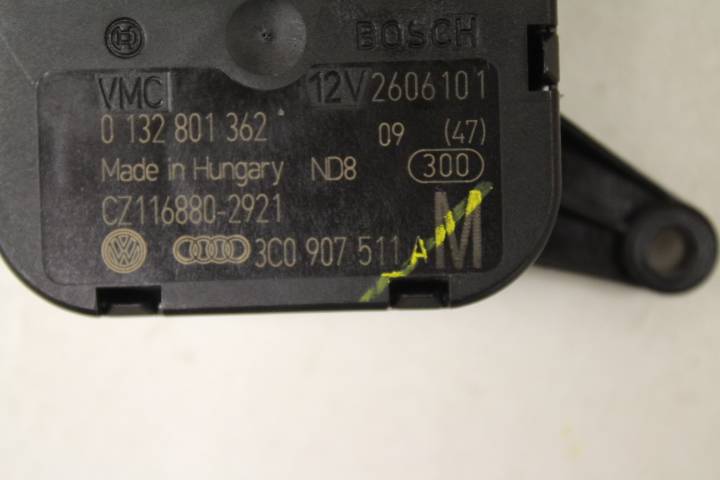 BOSCH
VMC 12V 2606101
0 132 801 362 09 (47)
Made in Hungary ND8 300
CZ116880-2921
3C0 907 511 A M